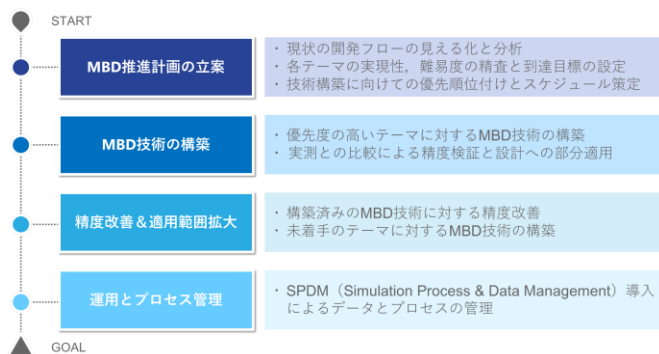 START
MBD推進計画の立案
・現状の開発フローの見える化と分析
・各テーマの実現性，難易度の精査と到達目標の設定
・技術構築に向けての優先順位付けとスケジュール策定
MBD技術の構築
・優先度の高いテーマに対するMBD技術の構築
・実測との比較による精度検証と設計への部分適用
精度改善＆適用範囲拡大
・構築済みのMBD技術に対する精度改善
・未着手のテーマに対するMBD技術の構築
運用とプロセス管理
・SPDM（Simulation Process & Data Management）導入
によるデータとプロセスの管理
GOAL